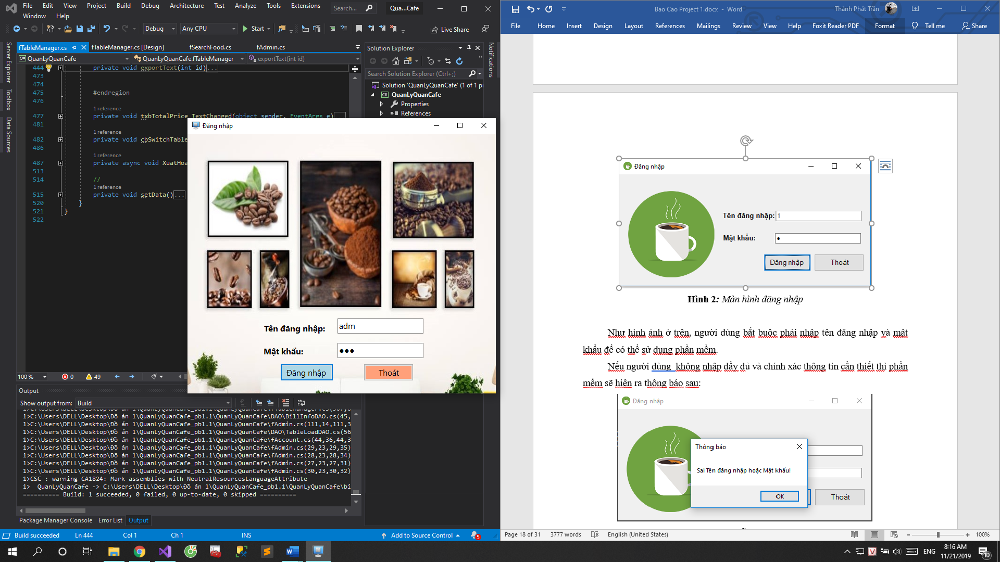 File Edit View Project Build Debug Architecture Test Analyze Tools Extensions Search... Qua...Cafe
Window Help
Debug Any CPU Start Live Share
fTableManager.cs fTableManager.cs [Design] fSearchFood.cs fAdmin.cs
QuanLyQuanCafe QuanLyQuanCafe.fTableManager exportText(int id)
Server Explorer
Toolbox
Data Sources
444 private void exportText(int id)...
473
474
475 #endregion
476
1 reference
477 private void txbTotalPrice_TextChanged(object sender, EventArgs e)...
481
1 reference
482 private void cbSwitchTable
486
1 reference
487 private async void XuatHoa
513
514 //
1 reference
515 private void setData()...
520 }
521 }
522
100 % 0 49
Solution Explorer
Search Solution Explorer (Ctrl+;)
Solution 'QuanLyQuanCafe' (1 of 1 pr
C# QuanLyQuanCafe
Properties
References
Notifications
Đăng nhập
Tên đăng nhập: adm
Mật khẩu: ●●●
Đăng nhập Thoát
Output
Show output from: Build
1>C:\Users\DELL\Desktop\Đồ án 1\QuanLyQuanCafe_pb1.1\QuanLyQuanCafe\DAO\BillInfoDAO.cs(45,
1>C:\Users\DELL\Desktop\Đồ án 1\QuanLyQuanCafe_pb1.1\QuanLyQuanCafe\fAdmin.cs(111,14,111,3
1>C:\Users\DELL\Desktop\Đồ án 1\QuanLyQuanCafe_pb1.1\QuanLyQuanCafe\DAO\TableLoadDAO.cs(56
1>C:\Users\DELL\Desktop\Đồ án 1\QuanLyQuanCafe_pb1.1\QuanLyQuanCafe\fAccount.cs(44,36,44,3
1>C:\Users\DELL\Desktop\Đồ án 1\QuanLyQuanCafe_pb1.1\QuanLyQuanCafe\fAdmin.cs(29,23,29,35)
1>C:\Users\DELL\Desktop\Đồ án 1\QuanLyQuanCafe_pb1.1\QuanLyQuanCafe\fAdmin.cs(28,23,28,34)
1>C:\Users\DELL\Desktop\Đồ án 1\QuanLyQuanCafe_pb1.1\QuanLyQuanCafe\fAdmin.cs(27,23,27,31)
1>C:\Users\DELL\Desktop\Đồ án 1\QuanLyQuanCafe_pb1.1\QuanLyQuanCafe\fAdmin.cs(30,23,30,32)
1>CSC : warning CA1824: Mark assemblies with NeutralResourcesLanguageAttribute
1> QuanLyQuanCafe -> C:\Users\DELL\Desktop\Đồ án 1\QuanLyQuanCafe_pb1.1\QuanLyQuanCafe\bi
========== Build: 1 succeeded, 0 failed, 0 up-to-date, 0 skipped ==========
Package Manager Console Error List Output
Build succeeded Ln 444 Col 1 Ch 1 INS Add to Source Control 5
Bao Cao Project 1.docx - Word Thành Phát Trần
File Home Insert Design Layout References Mailings Review View Help Foxit Reader PDF Format Tell me Share
Đăng nhập
Tên đăng nhập: 1
Mật khẩu: ●
Đăng nhập Thoát
Hình 2: Màn hình đăng nhập
Như hình ảnh ở trên, người dùng bắt buộc phải nhập tên đăng nhập và mật
khẩu để có thể sử dụng phần mềm.
Nếu người dùng không nhập đầy đủ và chính xác thông tin cần thiết thì phần
mềm sẽ hiện ra thông báo sau:
Đăng nhập
Thông báo
Sai Tên đăng nhập hoặc Mật khẩu!
OK
Thoát
Page 18 of 31 3777 words English (United States) 100%
ENG 8:16 AM
11/21/2019
10